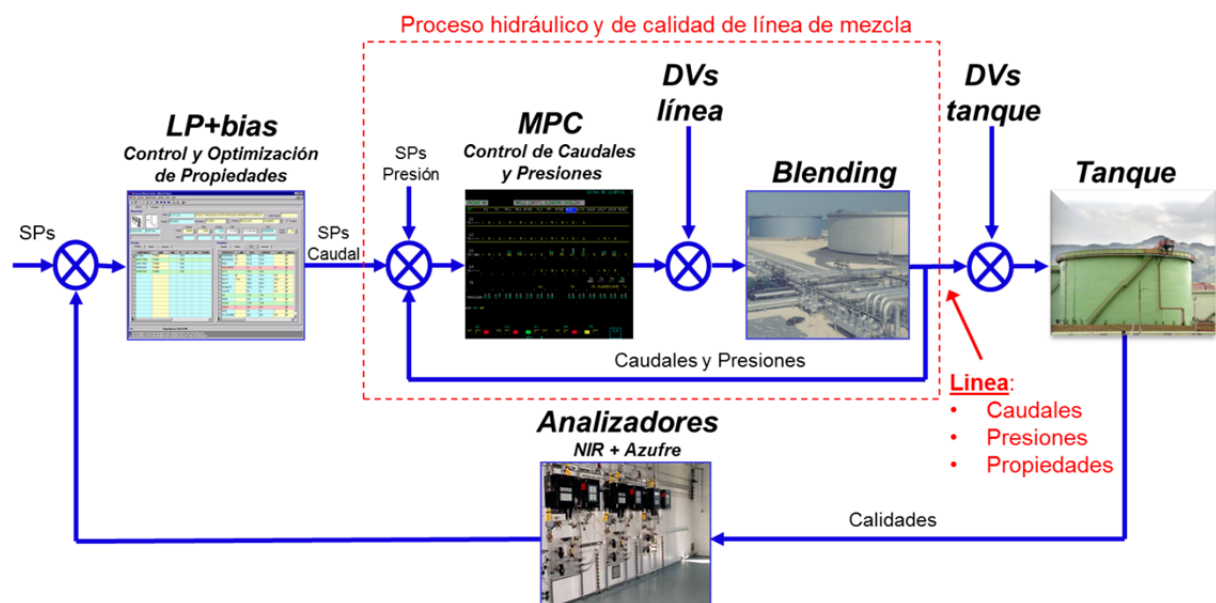 Proceso hidráulico y de calidad de línea de mezcla
DVs
línea
DVs
tanque
LP+bias
Control y Optimización
de Propiedades
MPC
Control de Caudales
y Presiones
SPs
Presión
Blending
Tanque
SPs
SPs
Caudal
Caudales y Presiones
Linea:
• Caudales
• Presiones
• Propiedades
Analizadores
NIR + Azufre
Calidades